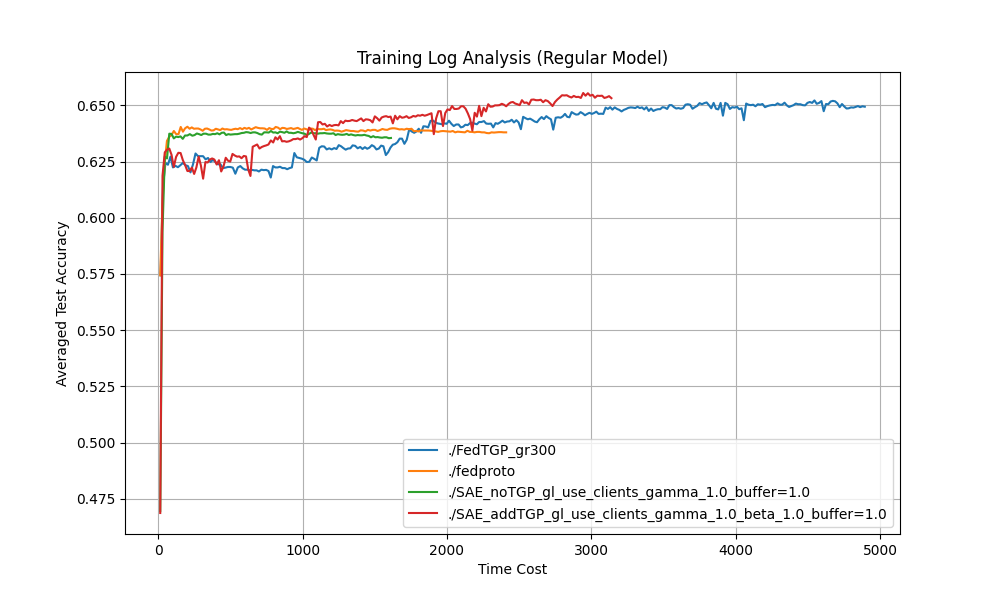 Training Log Analysis (Regular Model)
Averaged Test Accuracy
0.650
0.625
0.600
0.575
0.550
0.525
0.500
0.475
./FedTGP_gr300
./fedproto
./SAE_noTGP_gl_use_clients_gamma_1.0_buffer=1.0
./SAE_addTGP_gl_use_clients_gamma_1.0_beta_1.0_buffer=1.0
0 1000 2000 3000 4000 5000
Time Cost